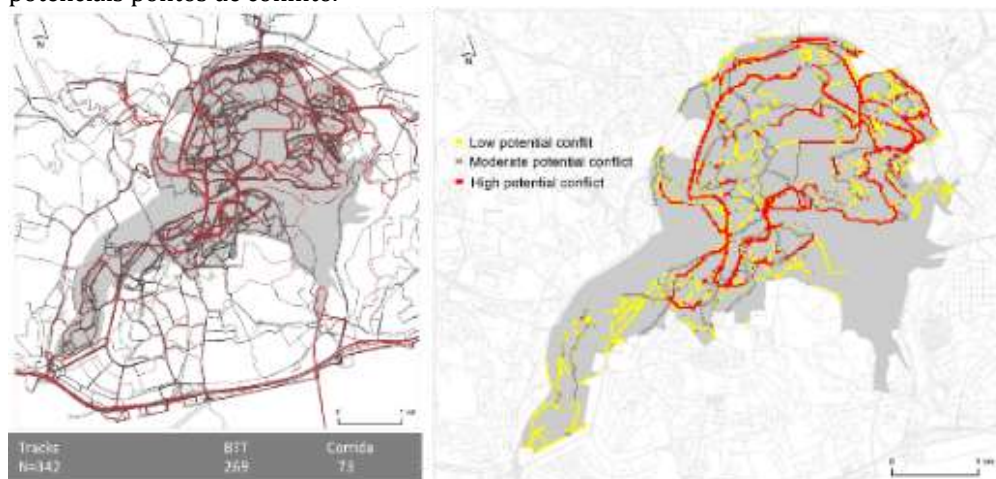 potenciais pontos de conflito.
N
N
Low potential conflit
Moderate potential conflict
High potential conflict
Tracks BTT Corrida
N=342 269 73